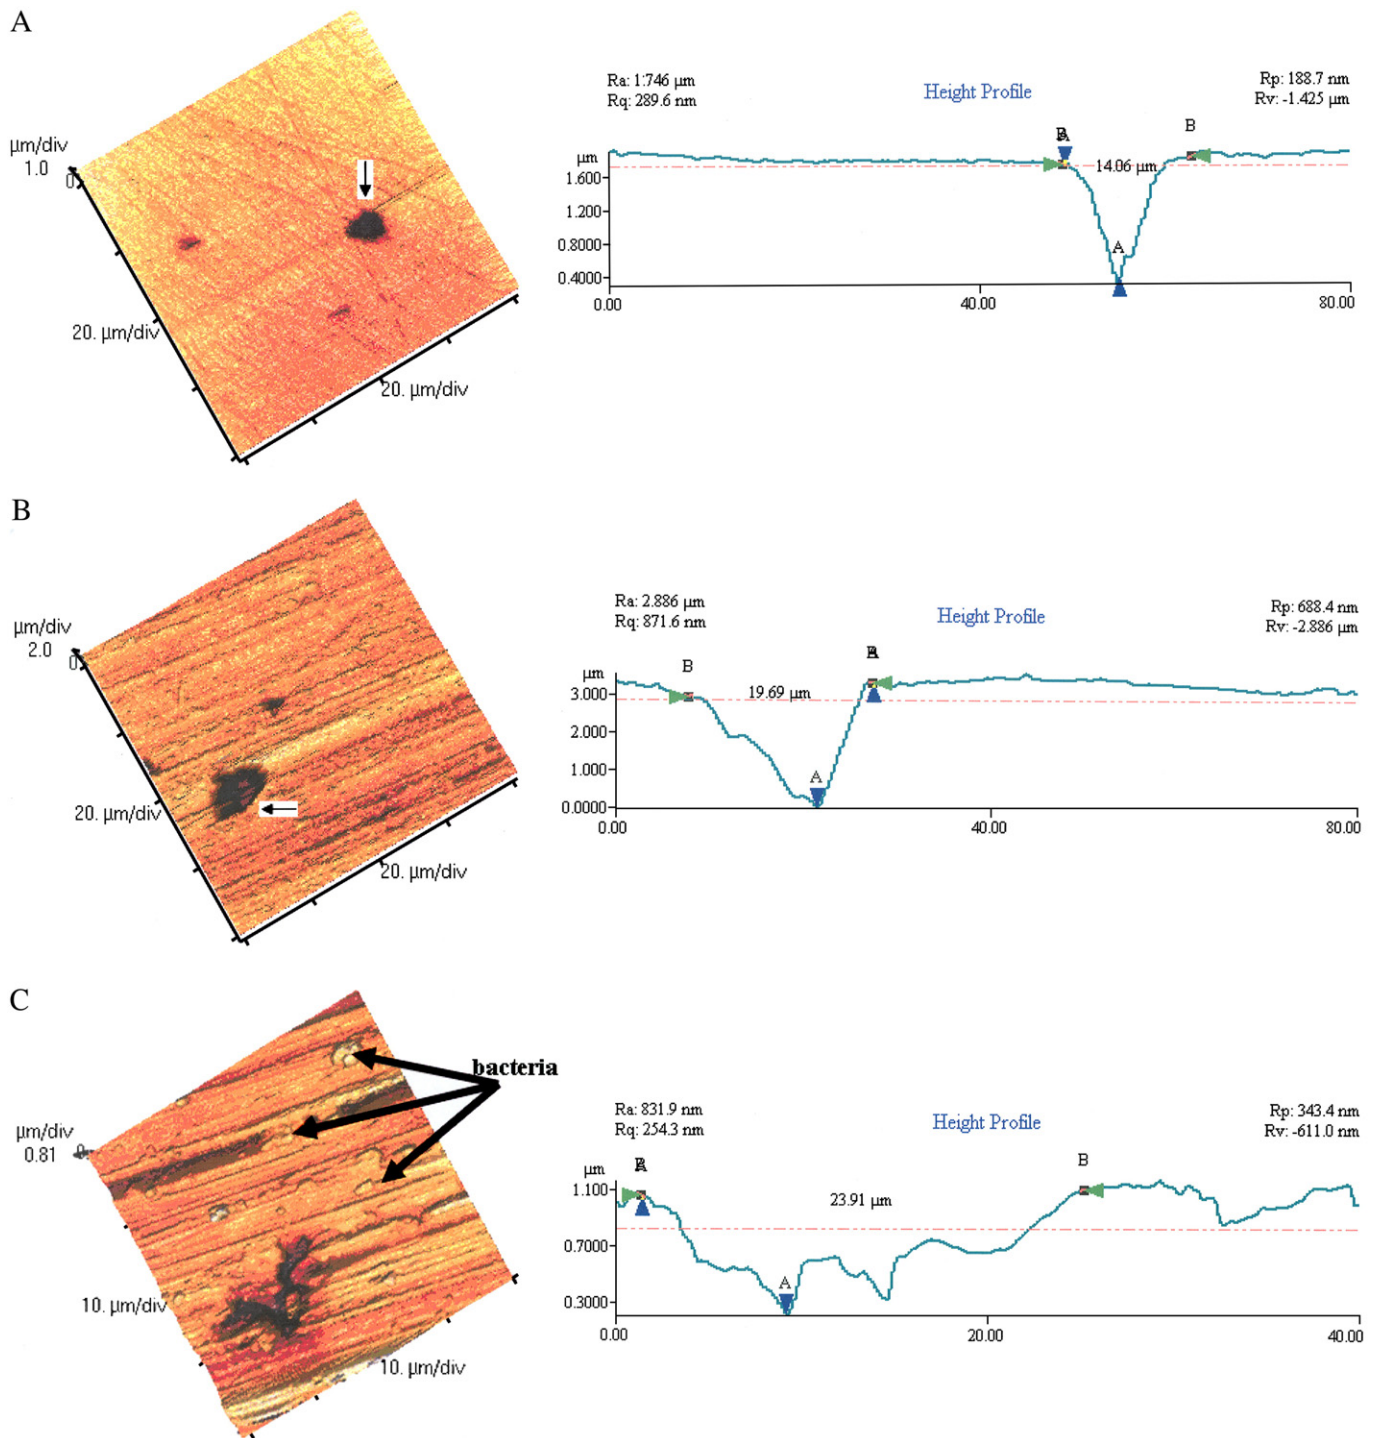 A
µm/div
1.0
0
20. µm/div
20. µm/div
Ra: 1.746 µm
Rq: 289.6 nm
Height Profile
Rp: 188.7 nm
Rv: -1.425 µm
µm
1.600
1.200
0.8000
0.4000
B
A
14.06 µm
B
A
0.00
40.00
80.00
B
µm/div
2.0
0
20. µm/div
20. µm/div
Ra: 2.886 µm
Rq: 871.6 nm
Height Profile
Rp: 688.4 nm
Rv: -2.886 µm
µm
3.000
2.000
1.000
0.0000
B
19.69 µm
B
A
A
0.00
40.00
80.00
C
bacteria
µm/div
0.81
0
10. µm/div
10. µm/div
Ra: 831.9 nm
Rq: 254.3 nm
Height Profile
Rp: 343.4 nm
Rv: -611.0 nm
µm
1.100
0.7000
0.3000
B
A
23.91 µm
B
A
0.00
20.00
40.00